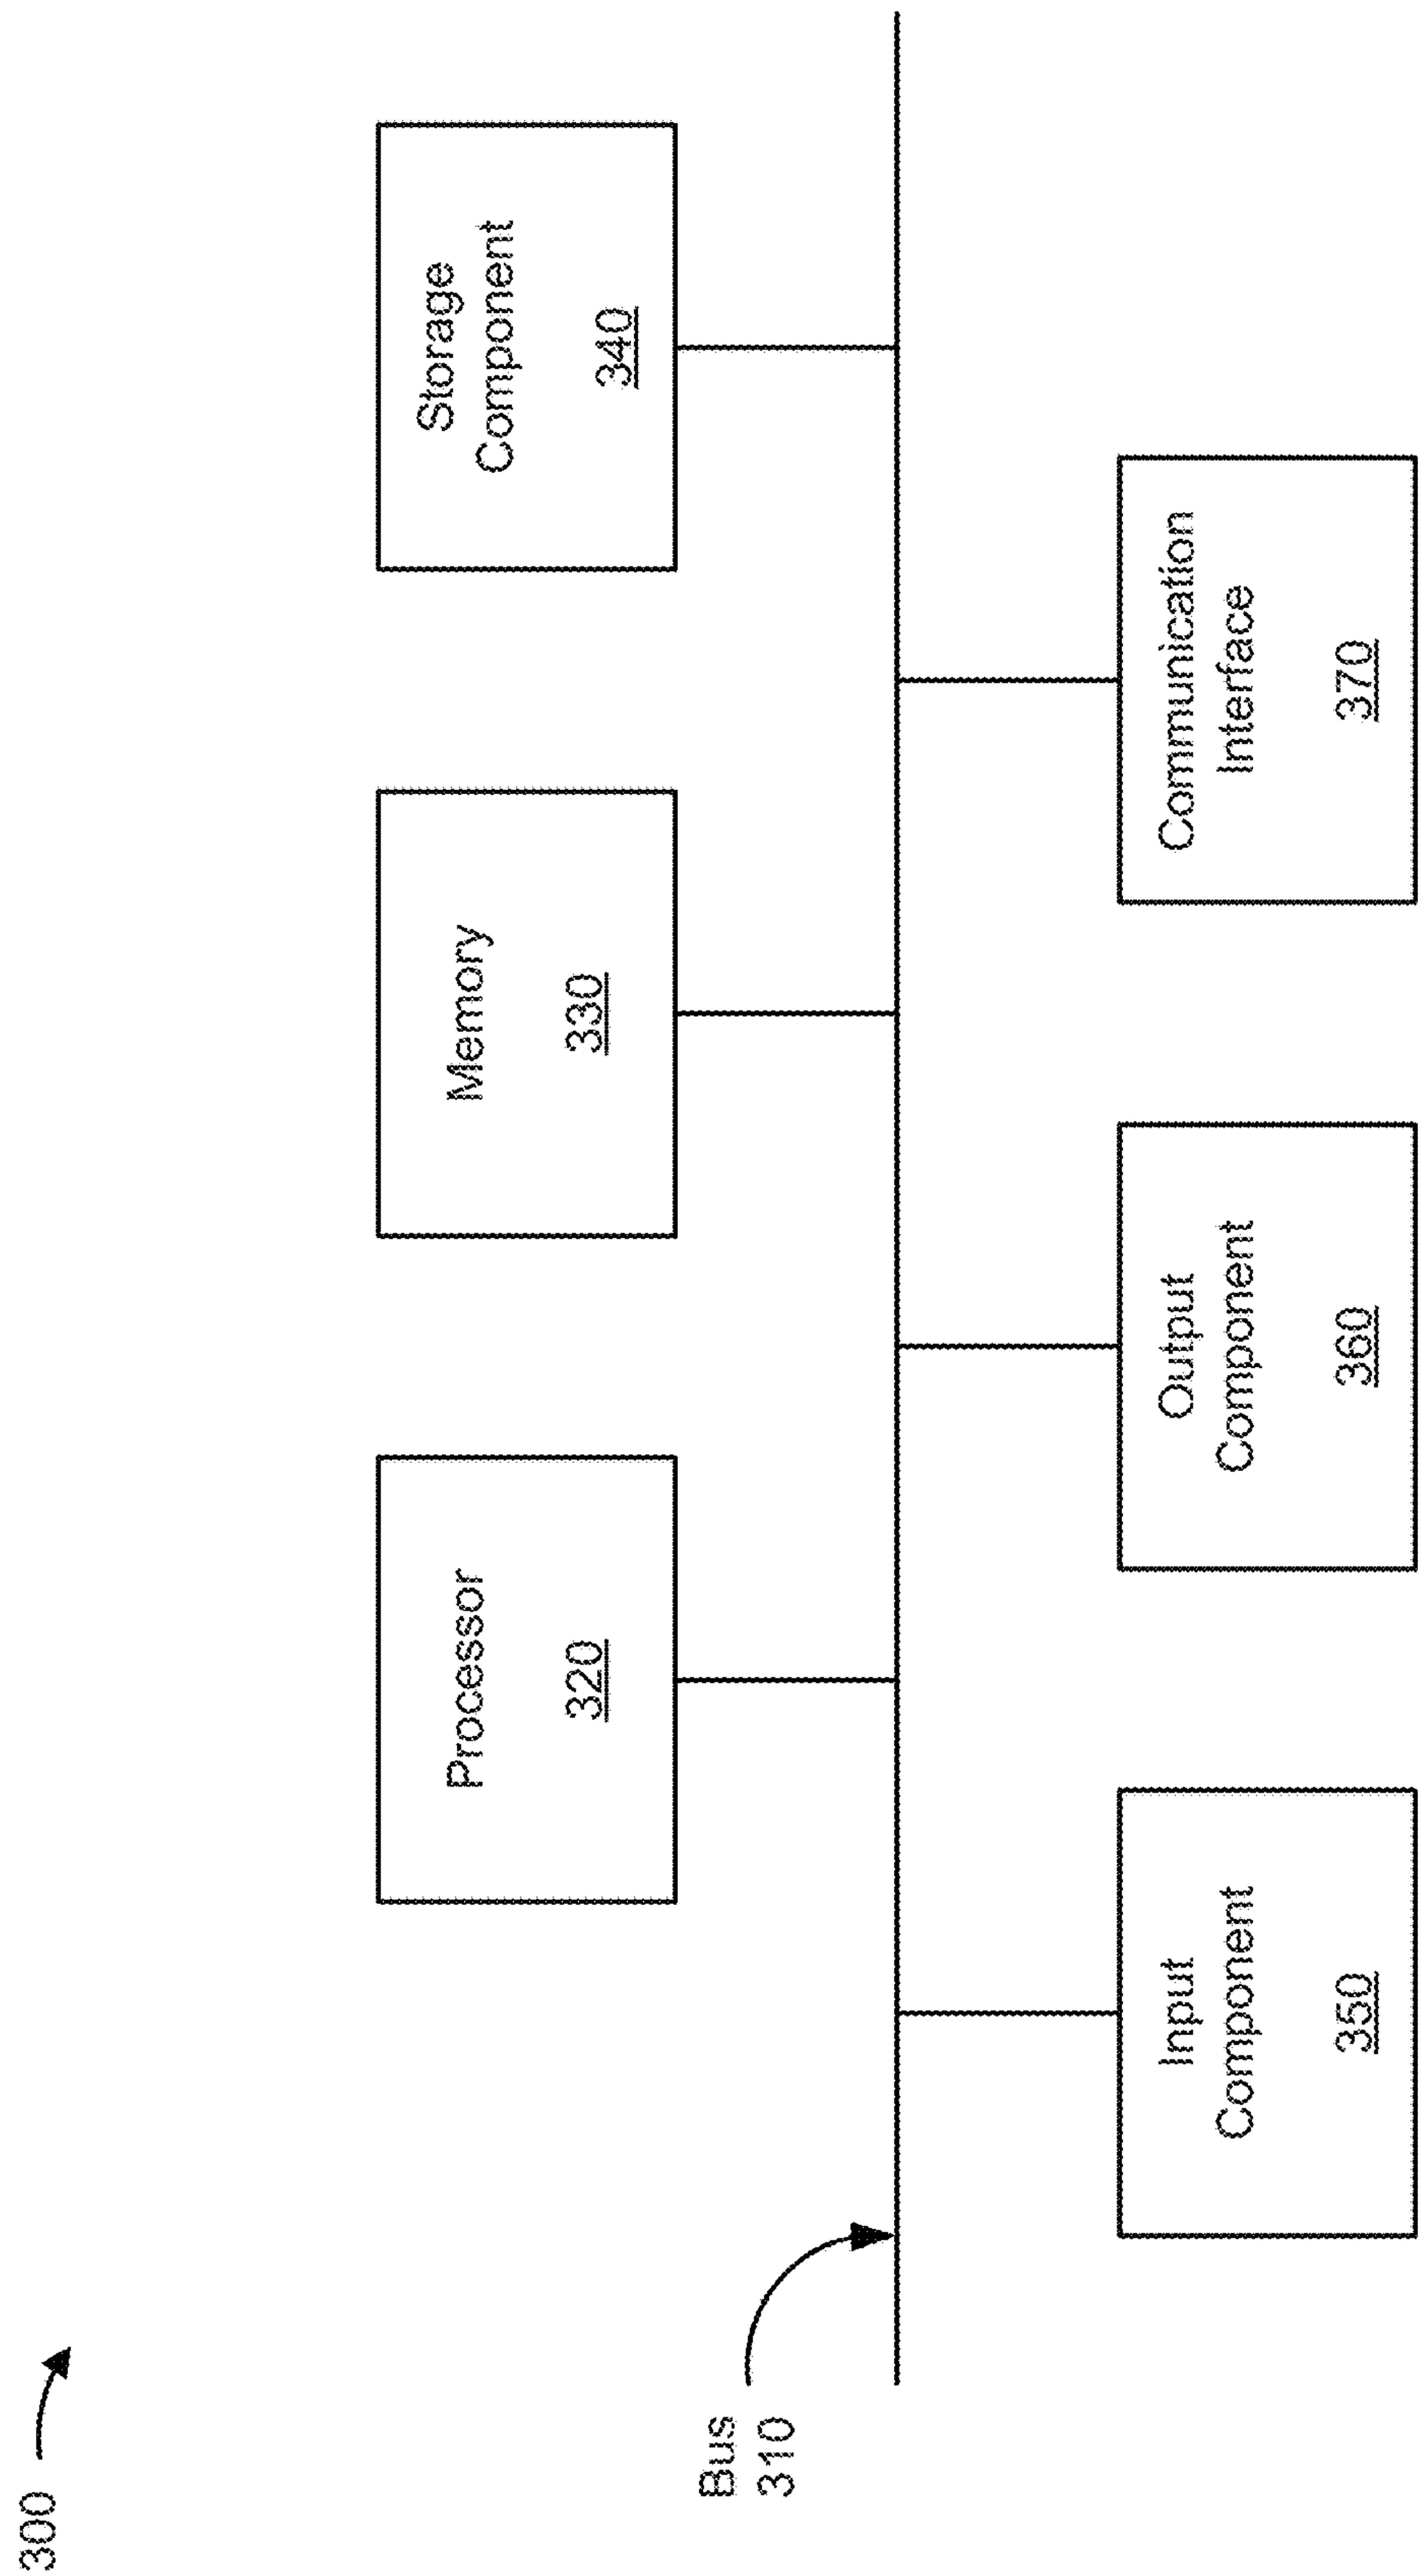 300
Bus
310
Processor
320
Memory
330
Storage
Component
340
Input
Component
350
Output
Component
360
Communication
Interface
370